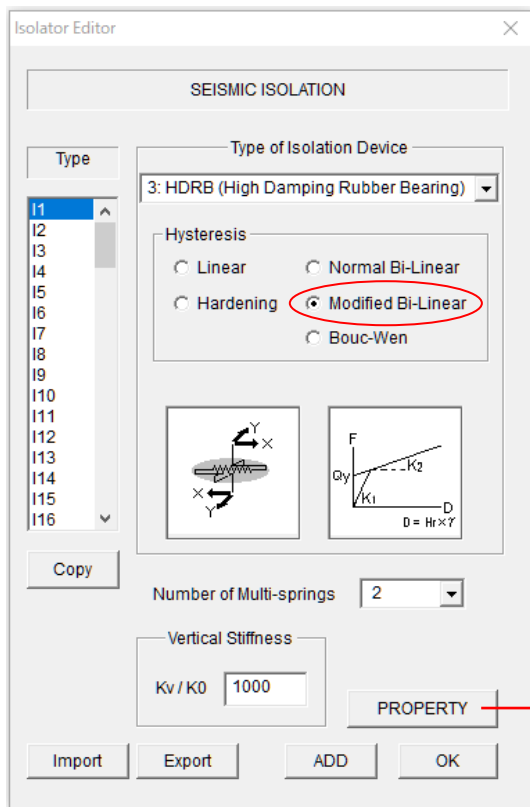 Isolator Editor
SEISMIC ISOLATION
Type
I1
I2
I3
I4
I5
I6
I7
I8
I9
I10
I11
I12
I13
I14
I15
I16
Copy
Type of Isolation Device
3: HDRB (High Damping Rubber Bearing)
Hysteresis
Linear
Normal Bi-Linear
Hardening
Modified Bi-Linear
Bouc-Wen
Y
X
X
Y
F
Qy
K2
K1
D
D = Hr×γ
Number of Multi-springs
2
Vertical Stiffness
Kv / K0
1000
PROPERTY
Import
Export
ADD
OK